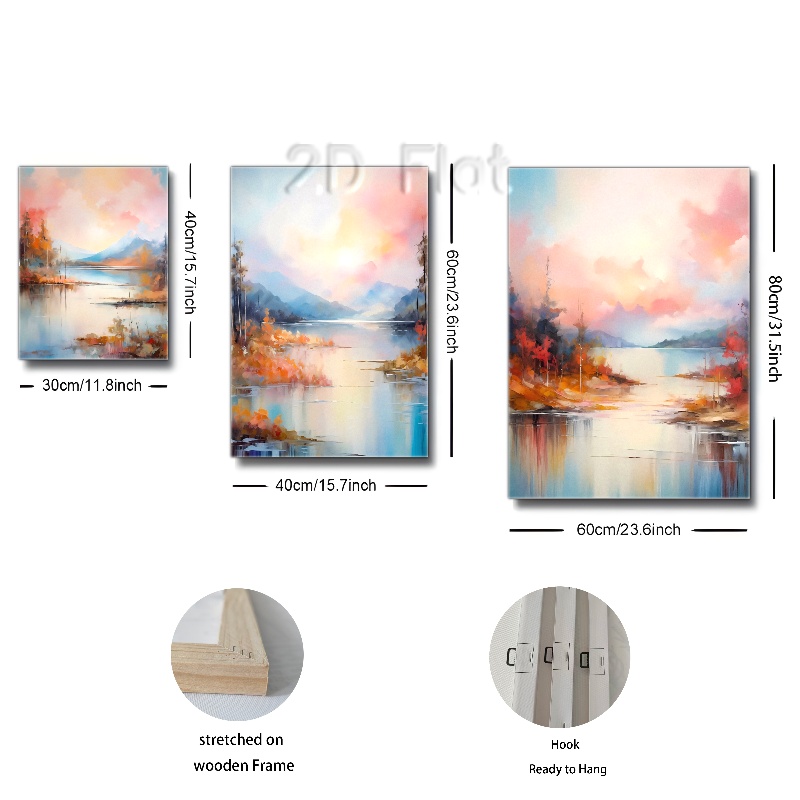 2D Flat
40cm/15.7inch
30cm/11.8inch
60cm/23.6inch
40cm/15.7inch
80cm/31.5inch
60cm/23.6inch
stretched on
wooden Frame
Hook
Ready to Hang